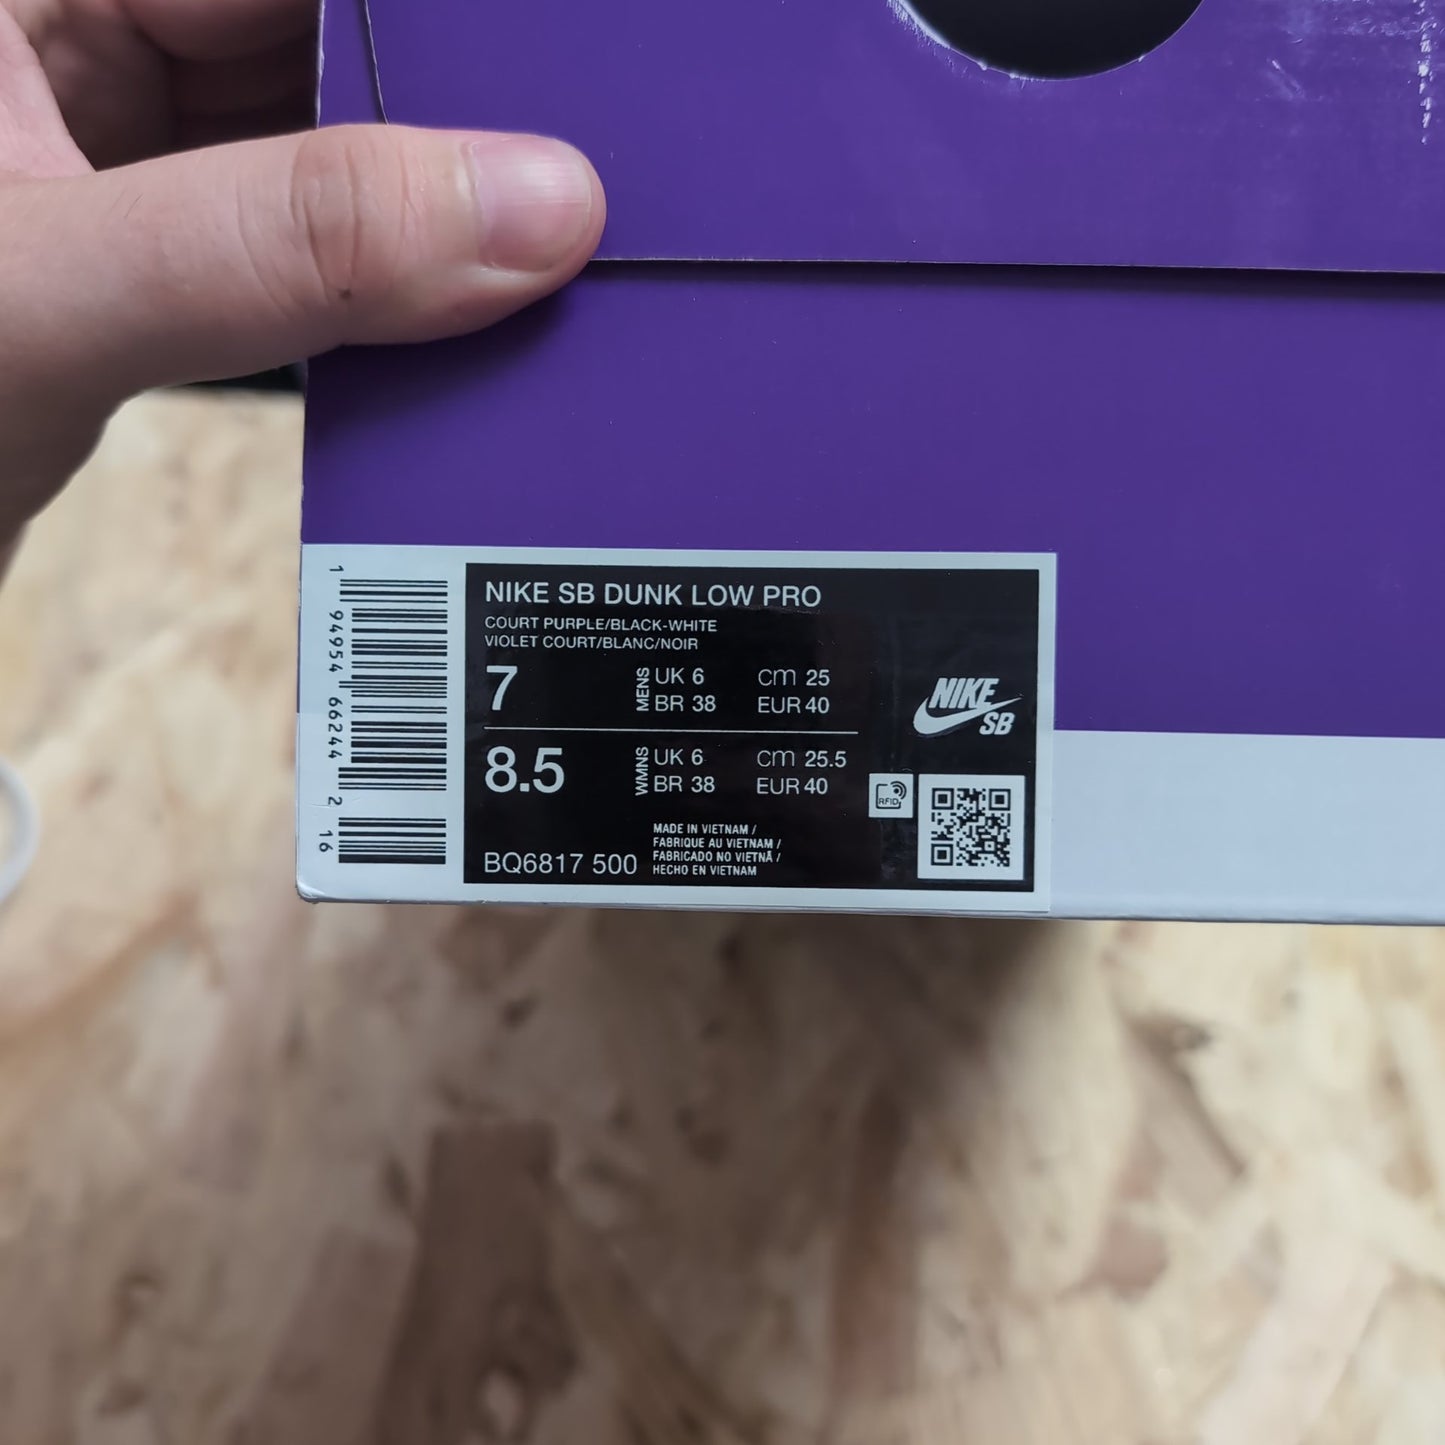 NIKE SB DUNK LOW PRO
COURT PURPLE/BLACK-WHITE
VIOLET COURT/BLANC/NOIR
7 MENS UK 6 cm 25
BR 38 EUR 40
8.5 WMNS UK 6 cm 25.5
BR 38 EUR 40
NIKE
SB
RFID
BQ6817 500
MADE IN VIETNAM /
FABRIQUE AU VIETNAM /
FABRICADO NO VIETNÃ /
HECHO EN VIETNAM
1 94954 66244 2 16